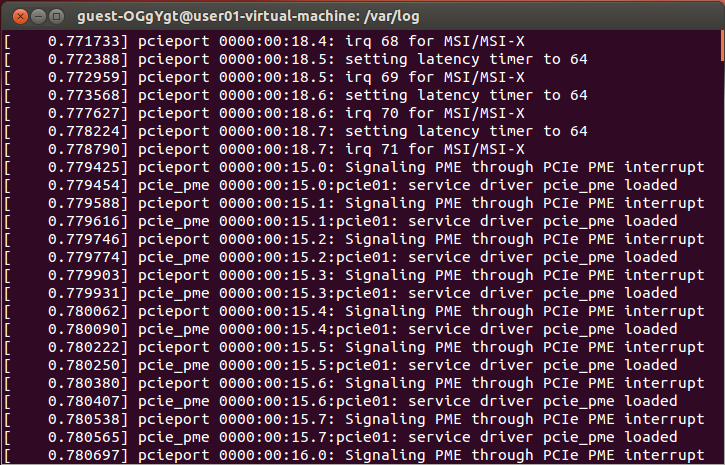 guest-OGgYgt@user01-virtual-machine: /var/log
[    0.771733] pcieport 0000:00:18.4: irq 68 for MSI/MSI-X
[    0.772388] pcieport 0000:00:18.5: setting latency timer to 64
[    0.772959] pcieport 0000:00:18.5: irq 69 for MSI/MSI-X
[    0.773568] pcieport 0000:00:18.6: setting latency timer to 64
[    0.777627] pcieport 0000:00:18.6: irq 70 for MSI/MSI-X
[    0.778224] pcieport 0000:00:18.7: setting latency timer to 64
[    0.778790] pcieport 0000:00:18.7: irq 71 for MSI/MSI-X
[    0.779425] pcieport 0000:00:15.0: Signaling PME through PCIe PME interrupt
[    0.779454] pcie_pme 0000:00:15.0:pcie01: service driver pcie_pme loaded
[    0.779588] pcieport 0000:00:15.1: Signaling PME through PCIe PME interrupt
[    0.779616] pcie_pme 0000:00:15.1:pcie01: service driver pcie_pme loaded
[    0.779746] pcieport 0000:00:15.2: Signaling PME through PCIe PME interrupt
[    0.779774] pcie_pme 0000:00:15.2:pcie01: service driver pcie_pme loaded
[    0.779903] pcieport 0000:00:15.3: Signaling PME through PCIe PME interrupt
[    0.779931] pcie_pme 0000:00:15.3:pcie01: service driver pcie_pme loaded
[    0.780062] pcieport 0000:00:15.4: Signaling PME through PCIe PME interrupt
[    0.780090] pcie_pme 0000:00:15.4:pcie01: service driver pcie_pme loaded
[    0.780222] pcieport 0000:00:15.5: Signaling PME through PCIe PME interrupt
[    0.780250] pcie_pme 0000:00:15.5:pcie01: service driver pcie_pme loaded
[    0.780380] pcieport 0000:00:15.6: Signaling PME through PCIe PME interrupt
[    0.780407] pcie_pme 0000:00:15.6:pcie01: service driver pcie_pme loaded
[    0.780538] pcieport 0000:00:15.7: Signaling PME through PCIe PME interrupt
[    0.780565] pcie_pme 0000:00:15.7:pcie01: service driver pcie_pme loaded
[    0.780697] pcieport 0000:00:16.0: Signaling PME through PCIe PME interrupt